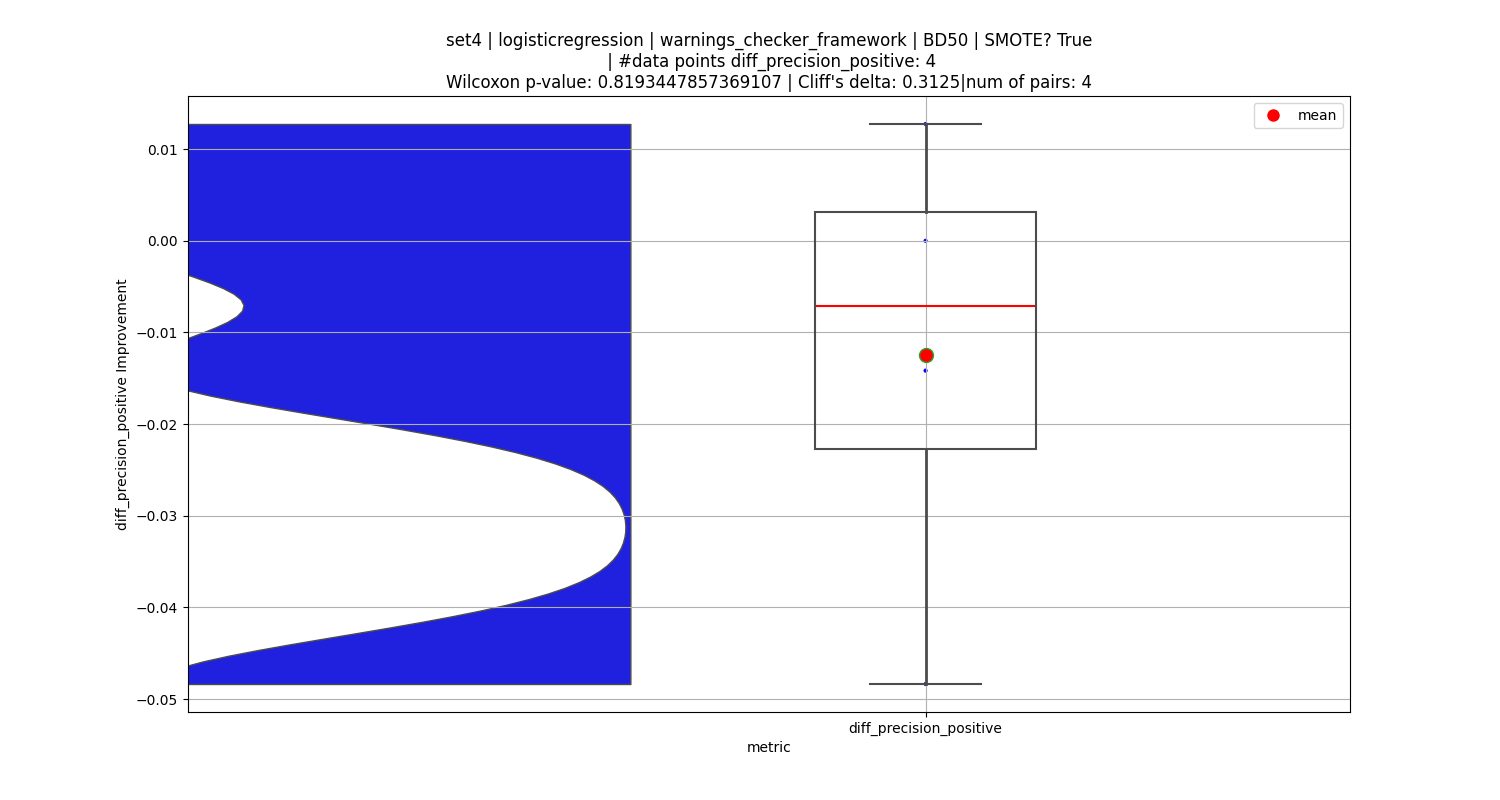 set4 | logisticregression | warnings_checker_framework | BD50 | SMOTE? True
| #data points diff_precision_positive: 4
Wilcoxon p-value: 0.8193447857369107 | Cliff's delta: 0.3125|num of pairs: 4
mean
0.01
0.00
−0.01
−0.02
−0.03
−0.04
−0.05
diff_precision_positive Improvement
diff_precision_positive
metric